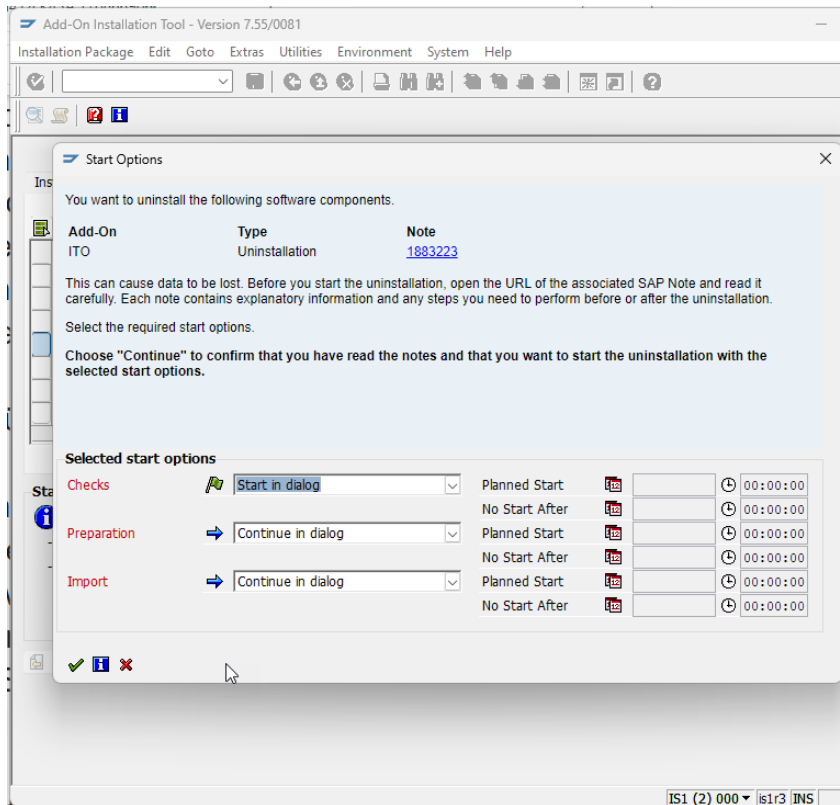 Add-On Installation Tool - Version 7.55/0081
Installation Package Edit Goto Extras Utilities Environment System Help
Start Options
Ins
You want to uninstall the following software components.
Add-On Type Note
ITO Uninstallation 1883223
This can cause data to be lost. Before you start the uninstallation, open the URL of the associated SAP Note and read it
carefully. Each note contains explanatory information and any steps you need to perform before or after the uninstallation.
Select the required start options.
Choose "Continue" to confirm that you have read the notes and that you want to start the uninstallation with the
selected start options.
Selected start options
Sta
Checks Start in dialog Planned Start 00:00:00
No Start After 00:00:00
Preparation Continue in dialog Planned Start 00:00:00
No Start After 00:00:00
Import Continue in dialog Planned Start 00:00:00
No Start After 00:00:00
IS1 (2) 000 is1r3 INS